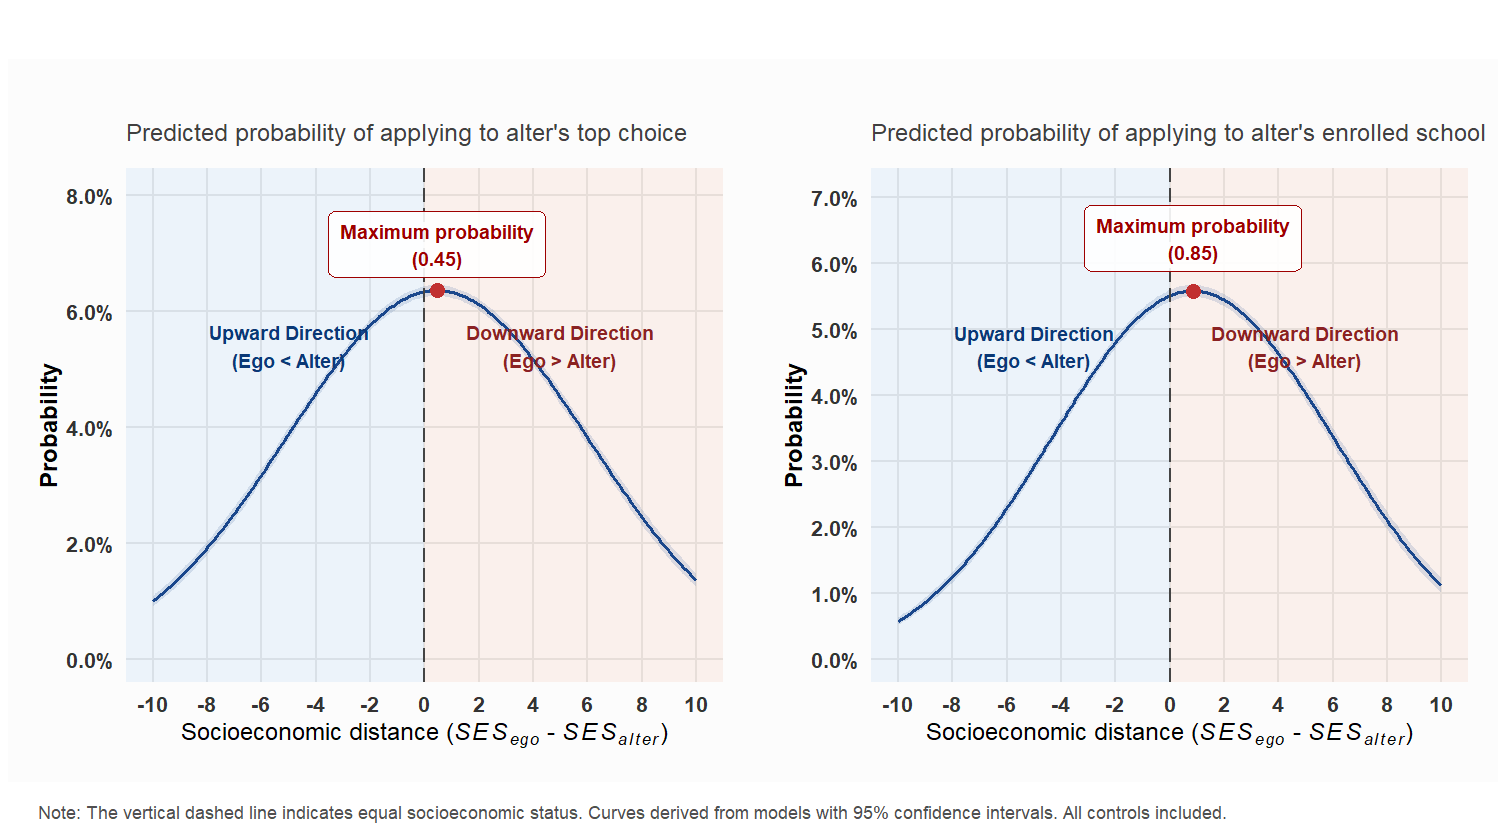 Predicted probability of applying to alter's top choice
8.0%
6.0%
4.0%
2.0%
0.0%
Probability
Maximum probability
(0.45)
Upward Direction
(Ego < Alter)
Downward Direction
(Ego > Alter)
-10 -8 -6 -4 -2 0 2 4 6 8 10
Socioeconomic distance (SESego - SESalter)
Predicted probability of applying to alter's enrolled school
7.0%
6.0%
5.0%
4.0%
3.0%
2.0%
1.0%
0.0%
Probability
Maximum probability
(0.85)
Upward Direction
(Ego < Alter)
Downward Direction
(Ego > Alter)
-10 -8 -6 -4 -2 0 2 4 6 8 10
Socioeconomic distance (SESego - SESalter)
Note: The vertical dashed line indicates equal socioeconomic status. Curves derived from models with 95% confidence intervals. All controls included.